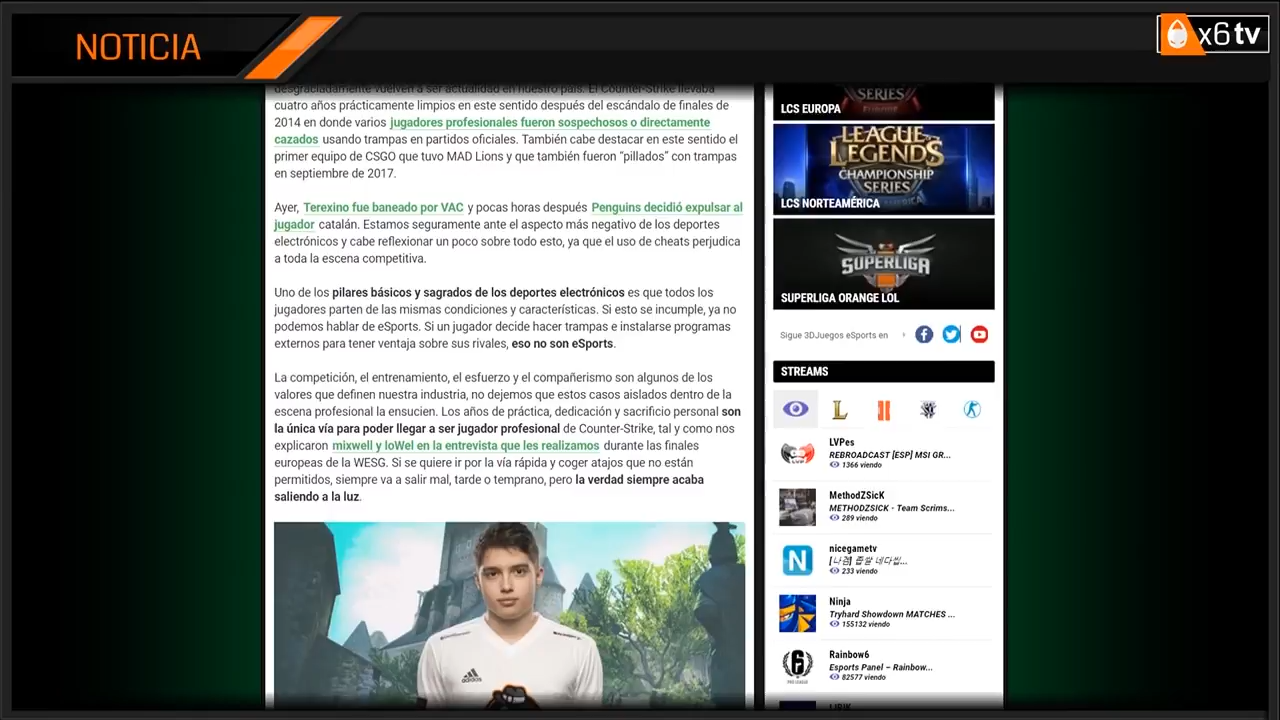 NOTICIA
x6tv
desgraciadamente vuelven a ser actualidad en nuestro país. El Counter-Strike llevaba
cuatro años prácticamente limpios en este sentido después del escándalo de finales de
2014 en donde varios jugadores profesionales fueron sospechosos o directamente
cazados usando trampas en partidos oficiales. También cabe destacar en este sentido el
primer equipo de CSGO que tuvo MAD Lions y que también fueron “pillados” con trampas
en septiembre de 2017.
Ayer, Terexino fue baneado por VAC y pocas horas después Penguins decidió expulsar al
jugador catalán. Estamos seguramente ante el aspecto más negativo de los deportes
electrónicos y cabe reflexionar un poco sobre todo esto, ya que el uso de cheats perjudica
a toda la escena competitiva.
Uno de los pilares básicos y sagrados de los deportes electrónicos es que todos los
jugadores parten de las mismas condiciones y características. Si esto se incumple, ya no
podemos hablar de eSports. Si un jugador decide hacer trampas e instalarse programas
externos para tener ventaja sobre sus rivales, eso no son eSports.
La competición, el entrenamiento, el esfuerzo y el compañerismo son algunos de los
valores que definen nuestra industria, no dejemos que estos casos aislados dentro de la
escena profesional la ensucien. Los años de práctica, dedicación y sacrificio personal son
la única vía para poder llegar a ser jugador profesional de Counter-Strike, tal y como nos
explicaron mixwell y loWel en la entrevista que les realizamos durante las finales
europeas de la WESG. Si se quiere ir por la vía rápida y coger atajos que no están
permitidos, siempre va a salir mal, tarde o temprano, pero la verdad siempre acaba
saliendo a la luz.
adidas
SERIES
LCS EUROPA
LEAGUE
LEGENDS
CHAMPIONSHIP
SERIES
LCS NORTEAMÉRICA
SUPERLIGA
SUPERLIGA ORANGE LOL
Sigue 3DJuegos eSports en
STREAMS
LVPes
REBROADCAST [ESP] MSI GR...
1366 viendo
MethodZSicK
METHODZSICK - Team Scrims...
289 viendo
nicegametv
233 viendo
Ninja
Tryhard Showdown MATCHES ...
155132 viendo
Rainbow6
Esports Panel – Rainbow...
82577 viendo